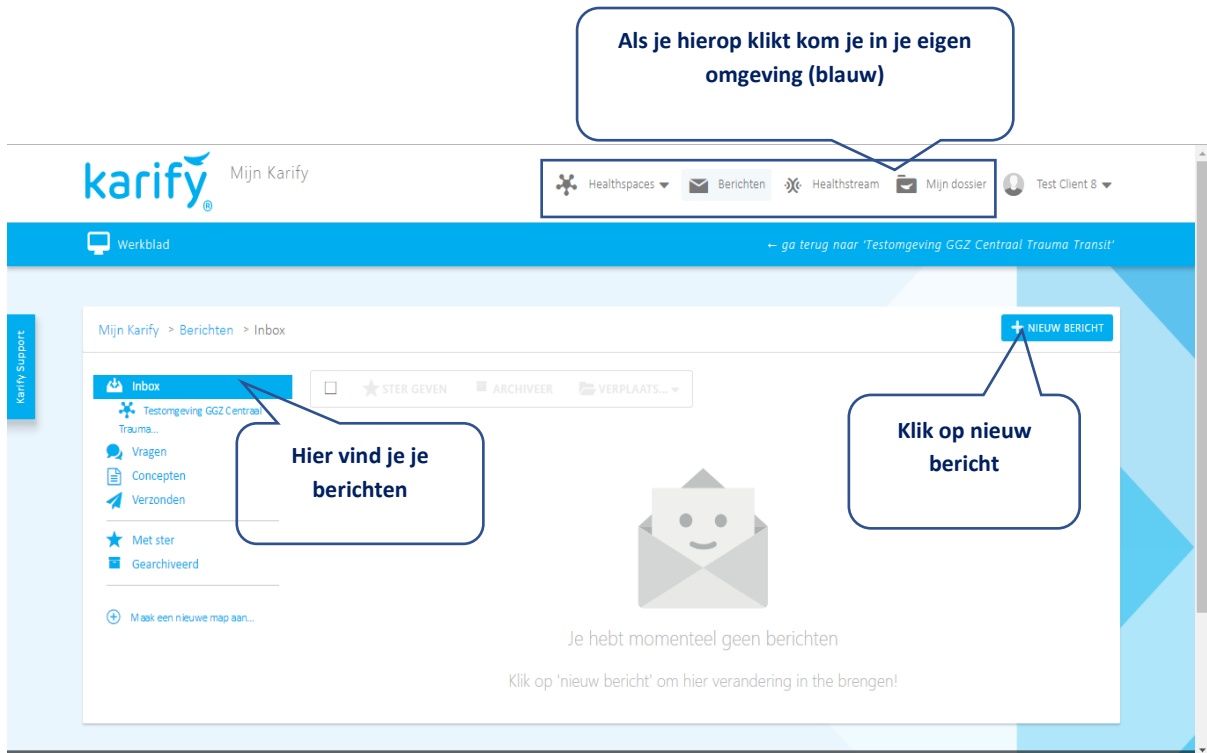 Als je hierop klikt kom je in je eigen
omgeving (blauw)
karify®
Mijn Karify
Healthspaces
Berichten
Healthstream
Mijn dossier
Test Client 8
Werkblad
← ga terug naar 'Testomgeving GGZ Centraal Trauma Transit'
Karify Support
Mijn Karify > Berichten > Inbox
+ NIEUW BERICHT
Inbox
Testomgeving GGZ Centraal
Trauma...
Vragen
Concepten
Verzonden
Met ster
Gearchiveerd
Maak een nieuwe map aan...
STER GEVEN
ARCHIVEER
VERPLAATS...
Hier vind je je
berichten
Klik op nieuw
bericht
Je hebt momenteel geen berichten
Klik op 'nieuw bericht' om hier verandering in the brengen!